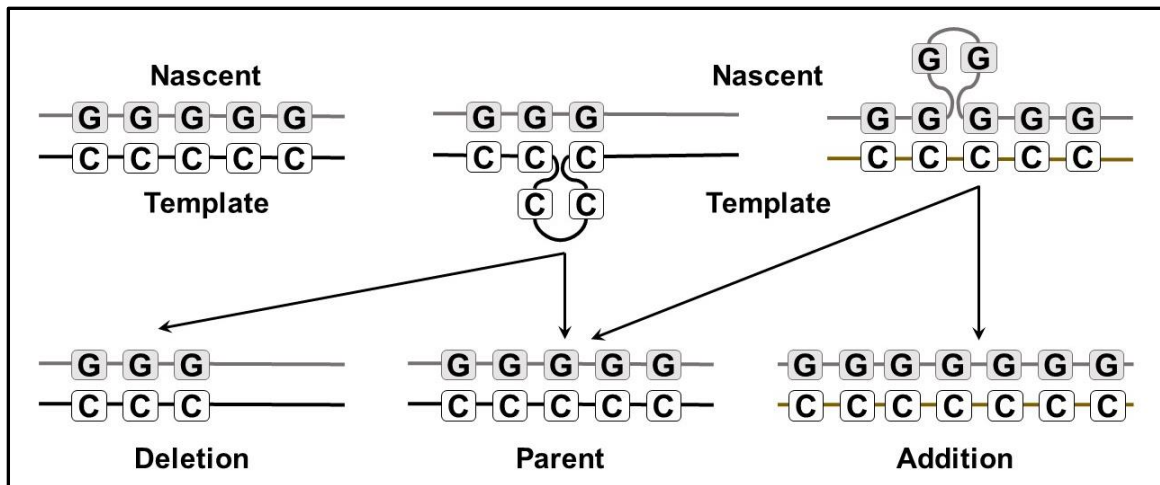 Nascent
G G G G G
C C C C C
Template
G G G
C C C
C C
Nascent
Template
G G
G G G G G
C C C C C
G G G
C C C
Deletion
G G G G G
C C C C C
Parent
G G G G G G G
C C C C C C C
Addition